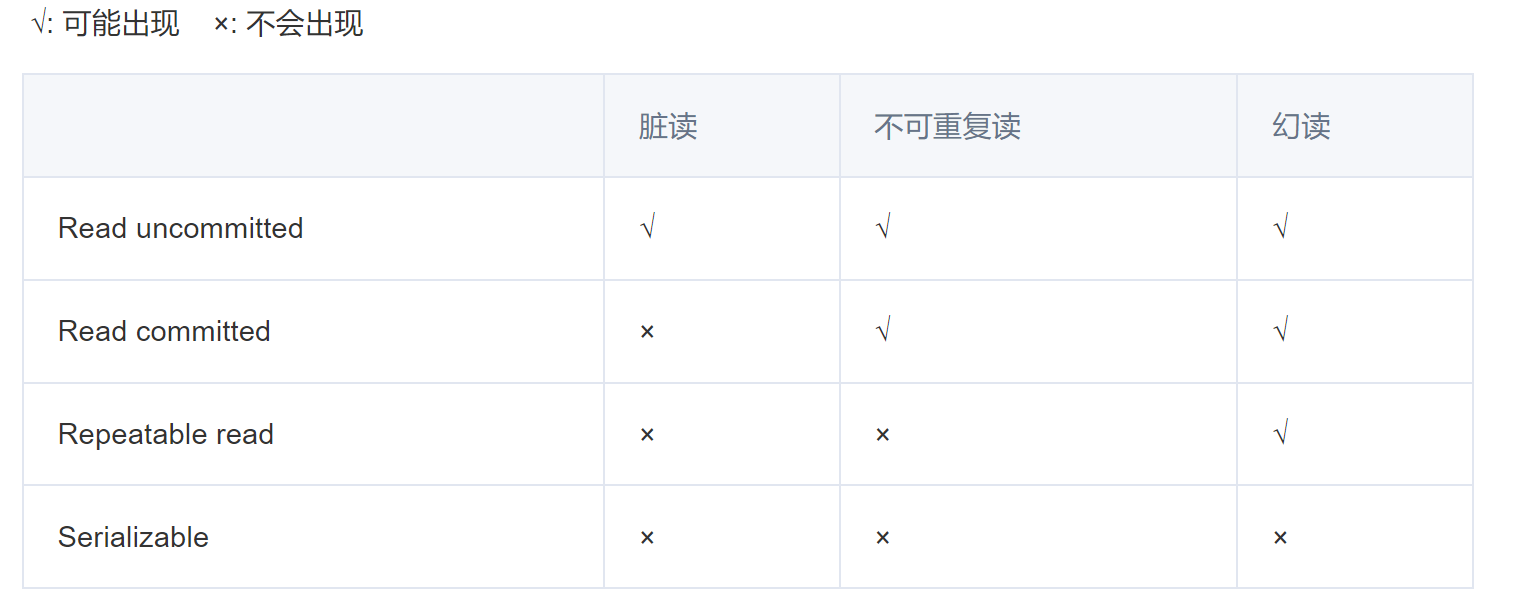 √: 可能出现 ×: 不会出现
脏读 不可重复读 幻读
Read uncommitted √ √ √
Read committed × √ √
Repeatable read × × √
Serializable × × ×